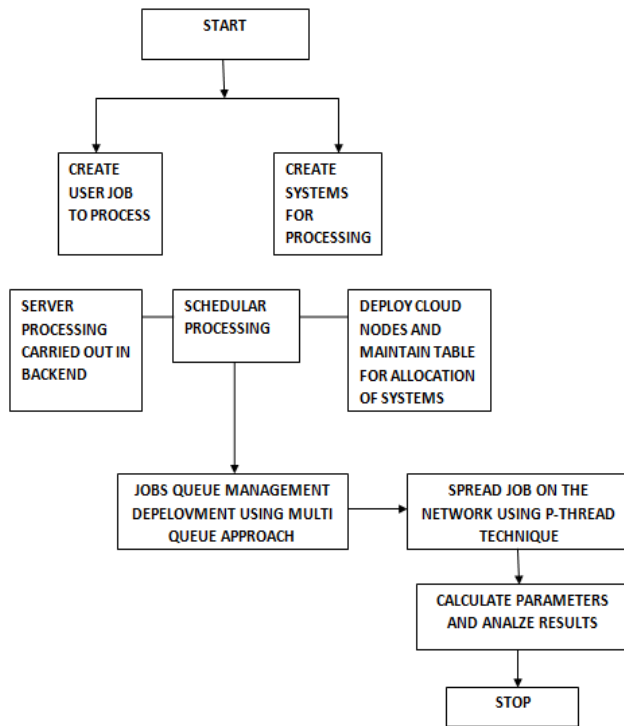 START
CREATE
USER JOB
TO PROCESS
CREATE
SYSTEMS
FOR
PROCESSING
SERVER
PROCESSING
CARRIED OUT IN
BACKEND
SCHEDULAR
PROCESSING
DEPLOY CLOUD
NODES AND
MAINTAIN TABLE
FOR ALLOCATION
OF SYSTEMS
JOBS QUEUE MANAGEMENT
DEPELOVMENT USING MULTI
QUEUE APPROACH
SPREAD JOB ON THE
NETWORK USING P-THREAD
TECHNIQUE
CALCULATE PARAMETERS
AND ANALZE RESULTS
STOP